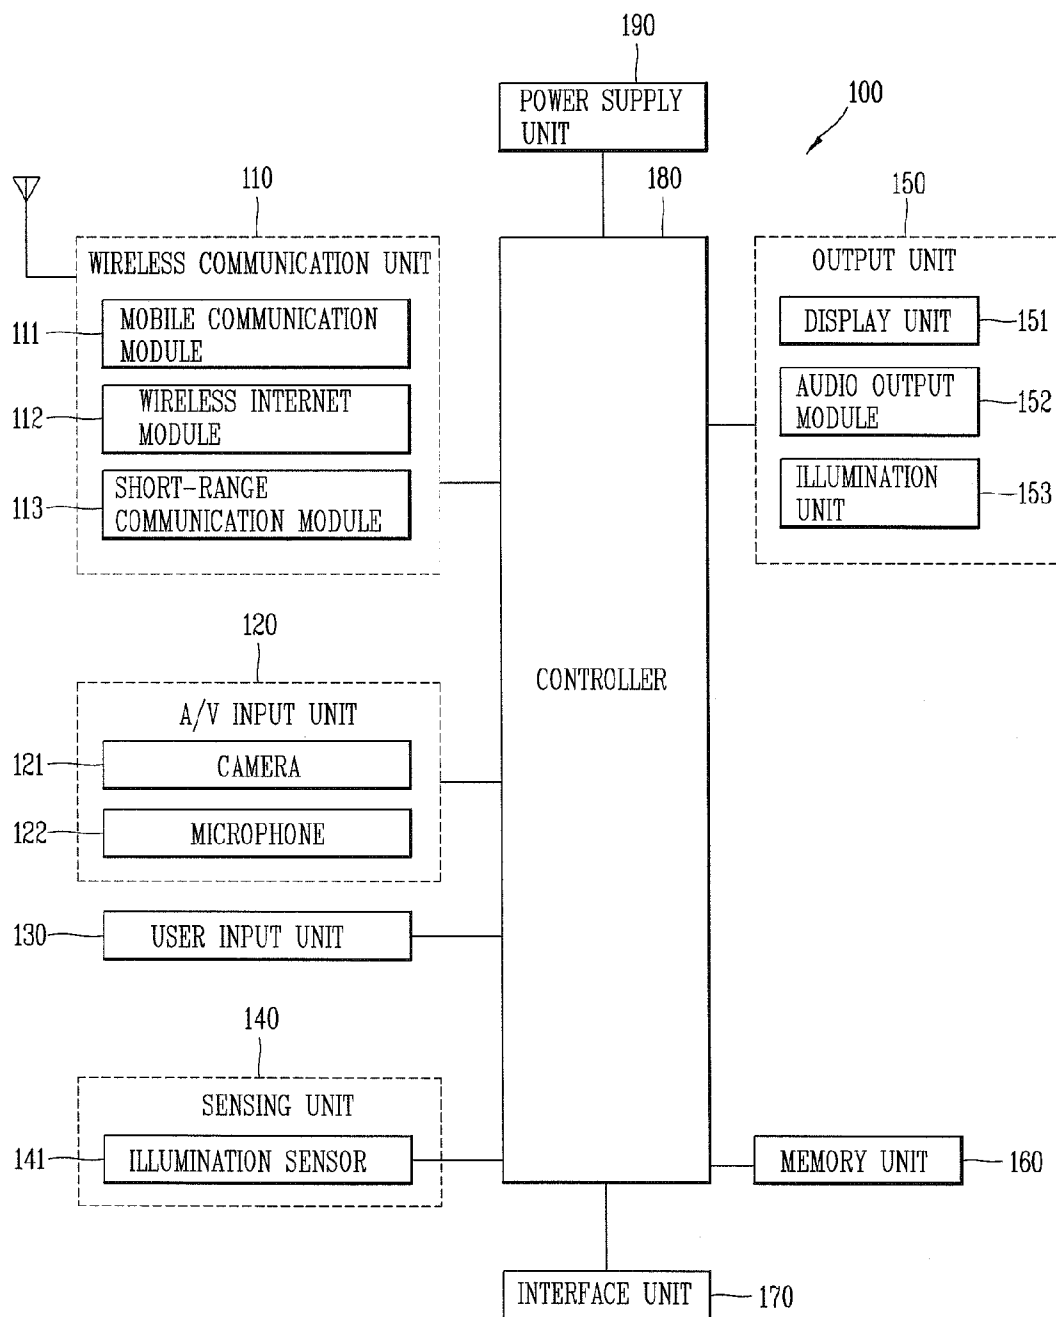 190
POWER SUPPLY
UNIT
100
110
180
150
WIRELESS COMMUNICATION UNIT
111
MOBILE COMMUNICATION
MODULE
112
WIRELESS INTERNET
MODULE
113
SHORT-RANGE
COMMUNICATION MODULE
OUTPUT UNIT
DISPLAY UNIT
151
AUDIO OUTPUT
MODULE
152
ILLUMINATION
UNIT
153
CONTROLLER
120
A/V INPUT UNIT
121
CAMERA
122
MICROPHONE
130
USER INPUT UNIT
140
SENSING UNIT
141
ILLUMINATION SENSOR
MEMORY UNIT
160
INTERFACE UNIT
170